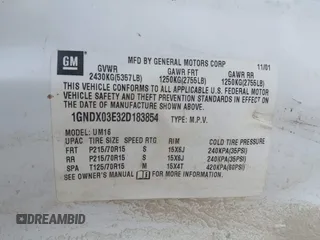 GM
MFD BY GENERAL MOTORS CORP 11/01
GVWR GAWR FRT GAWR RR
2430KG(5357LB) 1250KG(2755LB) 1250KG(2755LB)
THIS VEHICLE CONFORMS TO ALL APPLICABLE U.S. FEDERAL MOTOR
VEHICLE SAFETY AND THEFT PREVENTION STANDARDS IN EFFECT ON
THE DATE OF MANUFACTURE SHOWN ABOVE.
1GNDX03E32D183854 TYPE: M.P.V.
MODEL: UM16
UPAC TIRE SIZE SPEED RTG RIM COLD TIRE PRESSURE
FRT P215/70R15 S 15X6J 240KPA(35PSI)
RR P215/70R15 S 15X6J 240KPA(35PSI)
SPA T125/70R15 M 15X4T 420KPA(60PSI)
SEE OWNER'S MANUAL FOR MORE INFORMATION.
© DREAMBID